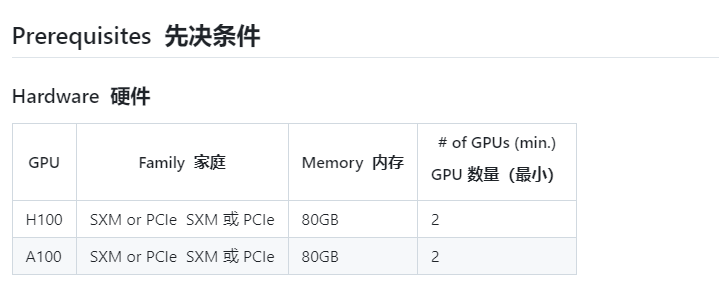 Prerequisites 先决条件
Hardware 硬件
GPU Family 家庭 Memory 内存 # of GPUs (min.)
GPU 数量（最小）
H100 SXM or PCIe SXM 或 PCIe 80GB 2
A100 SXM or PCIe SXM 或 PCIe 80GB 2